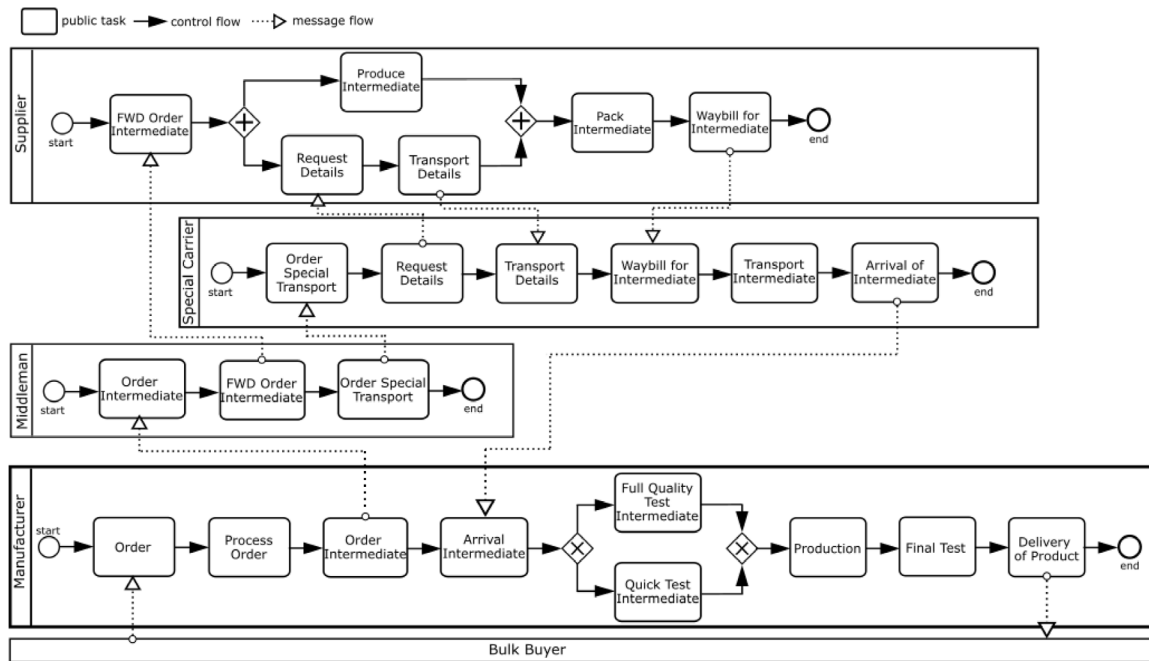 public task
control flow
message flow
Supplier
start
FWD Order
Intermediate
Produce
Intermediate
Request
Details
Transport
Details
Pack
Intermediate
Waybill for
Intermediate
end
Special Carrier
start
Order
Special
Transport
Request
Details
Transport
Details
Waybill for
Intermediate
Transport
Intermediate
Arrival of
Intermediate
end
Middleman
start
Order
Intermediate
FWD Order
Intermediate
Order Special
Transport
end
Manufacturer
start
Order
Process
Order
Order
Intermediate
Arrival
Intermediate
Full Quality
Test
Intermediate
Quick Test
Intermediate
Production
Final Test
Delivery
of Product
end
Bulk Buyer